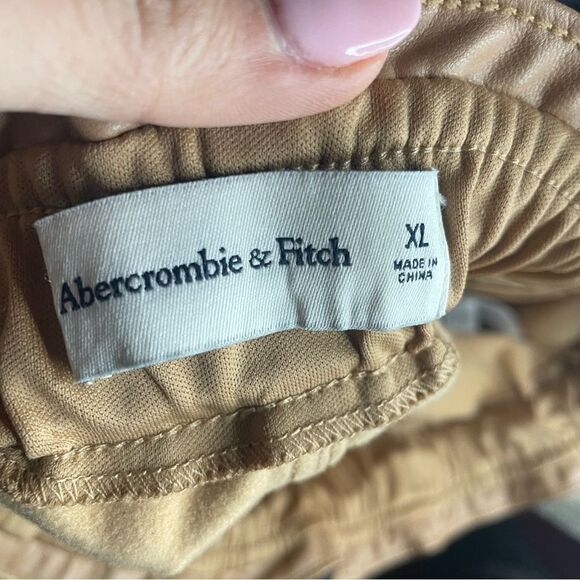 Abercrombie & Fitch
XL
MADE IN
CHINA